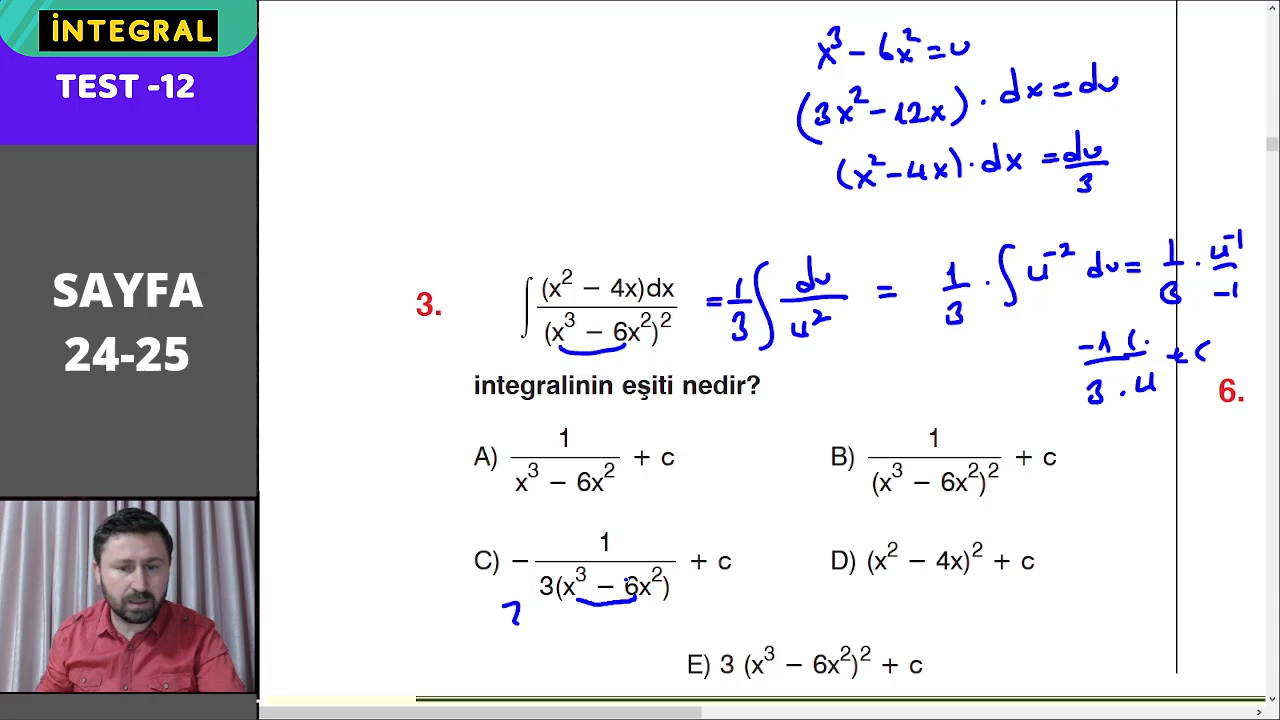 İNTEGRAL
TEST -12
SAYFA
24-25
x³ - 6x² = u
(3x² - 12x) · dx = du
(x² - 4x) · dx = du/3
3. ∫ (x² − 4x)dx / (x³ − 6x²)² = 1/3 ∫ du/u² = 1/3 · ∫ u⁻² du = 1/3 · u⁻¹/-1
-1 / 3 · u + c
integralinin eşiti nedir?
6.
A) 1 / x³ − 6x² + c
B) 1 / (x³ − 6x²)² + c
C) − 1 / 3(x³ − 6x²) + c
D) (x² − 4x)² + c
E) 3 (x³ − 6x²)² + c